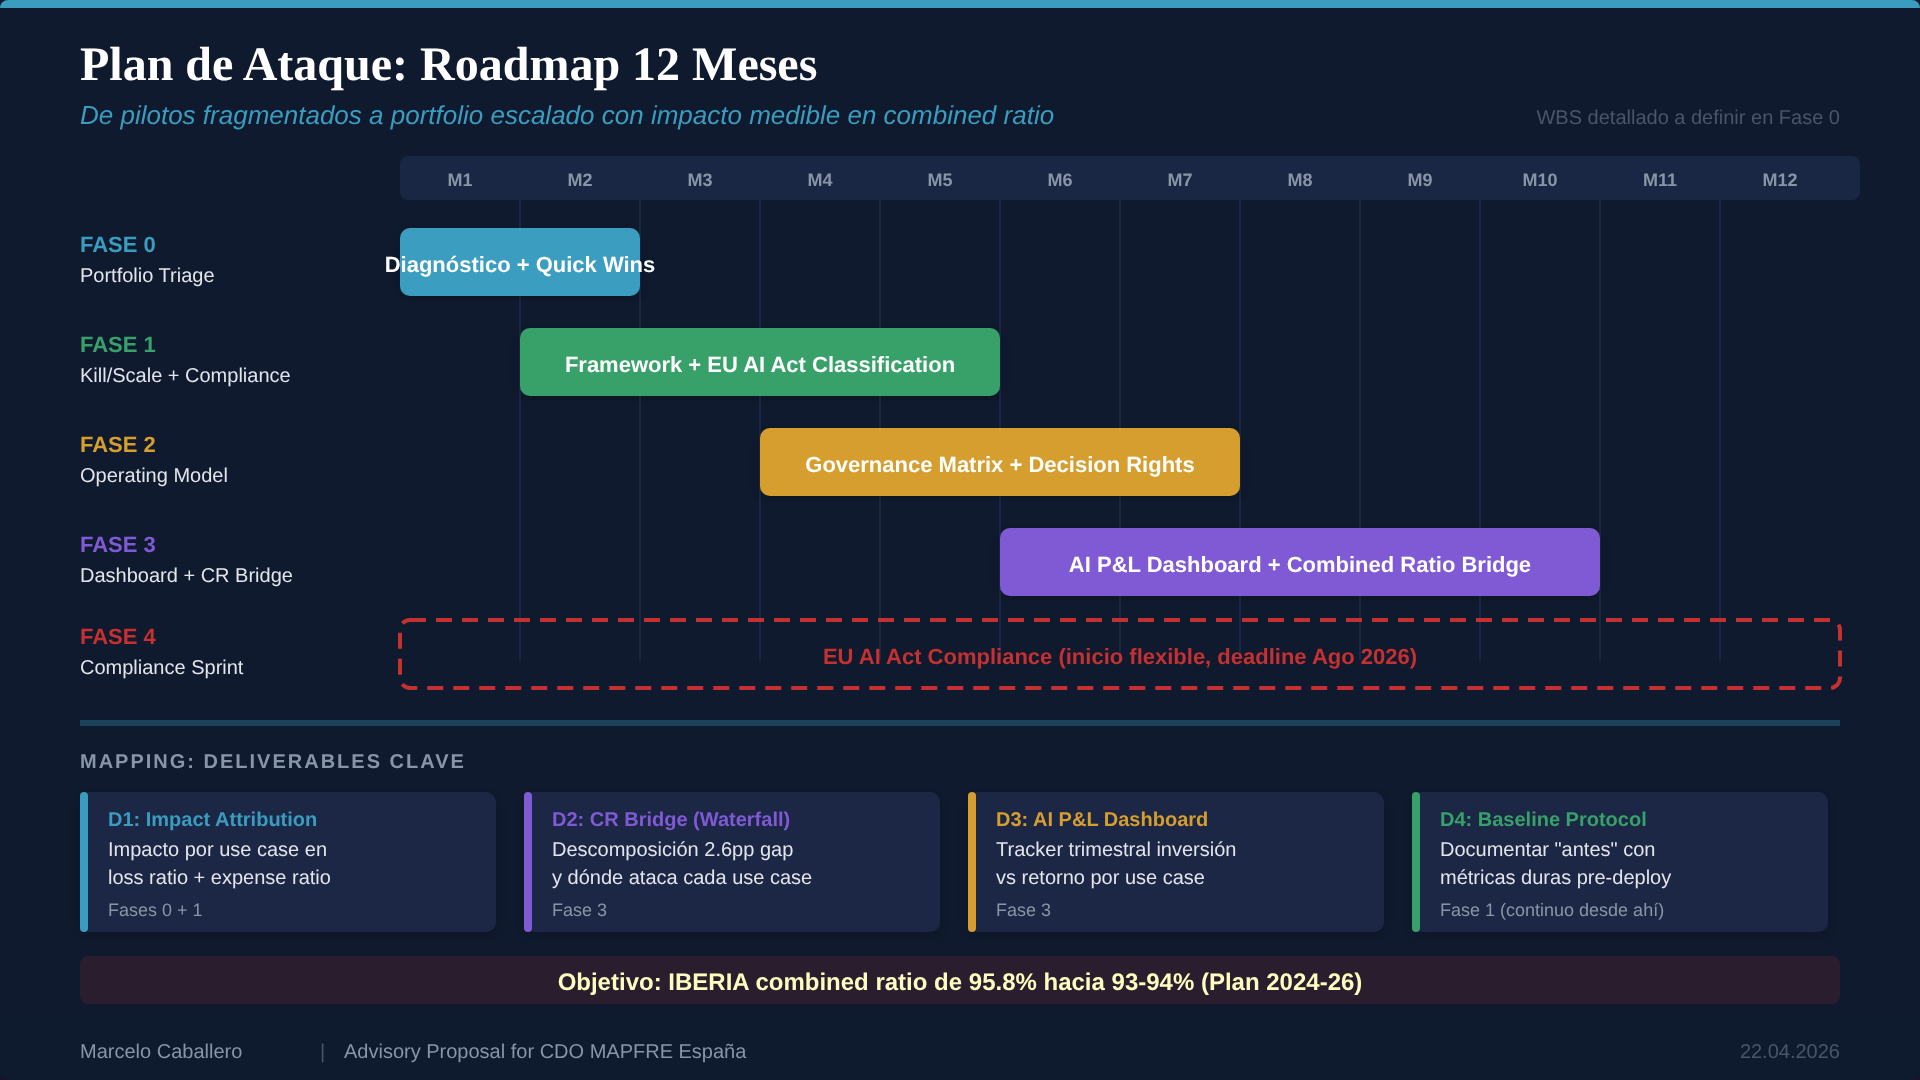 Plan de Ataque: Roadmap 12 Meses
De pilotos fragmentados a portfolio escalado con impacto medible en combined ratio
WBS detallado a definir en Fase 0
M1 M2 M3 M4 M5 M6 M7 M8 M9 M10 M11 M12
FASE 0
Portfolio Triage
Diagnóstico + Quick Wins
FASE 1
Kill/Scale + Compliance
Framework + EU AI Act Classification
FASE 2
Operating Model
Governance Matrix + Decision Rights
FASE 3
Dashboard + CR Bridge
AI P&L Dashboard + Combined Ratio Bridge
FASE 4
Compliance Sprint
EU AI Act Compliance (inicio flexible, deadline Ago 2026)
MAPPING: DELIVERABLES CLAVE
D1: Impact Attribution
Impacto por use case en
loss ratio + expense ratio
Fases 0 + 1
D2: CR Bridge (Waterfall)
Descomposición 2.6pp gap
y dónde ataca cada use case
Fase 3
D3: AI P&L Dashboard
Tracker trimestral inversión
vs retorno por use case
Fase 3
D4: Baseline Protocol
Documentar "antes" con
métricas duras pre-deploy
Fase 1 (continuo desde ahí)
Objetivo: IBERIA combined ratio de 95.8% hacia 93-94% (Plan 2024-26)
Marcelo Caballero | Advisory Proposal for CDO MAPFRE España
22.04.2026